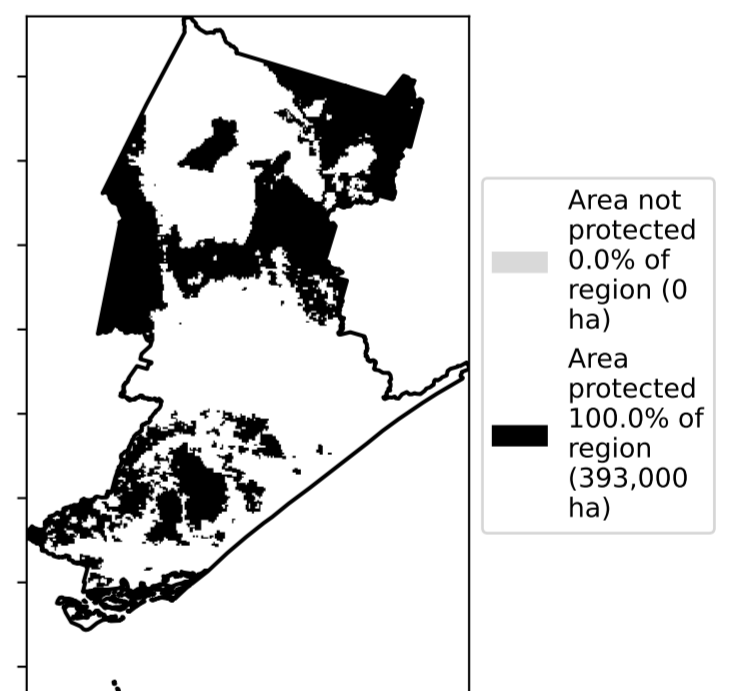 Area not
protected
0.0% of
region (0
ha)
Area
protected
100.0% of
region
(393,000
ha)